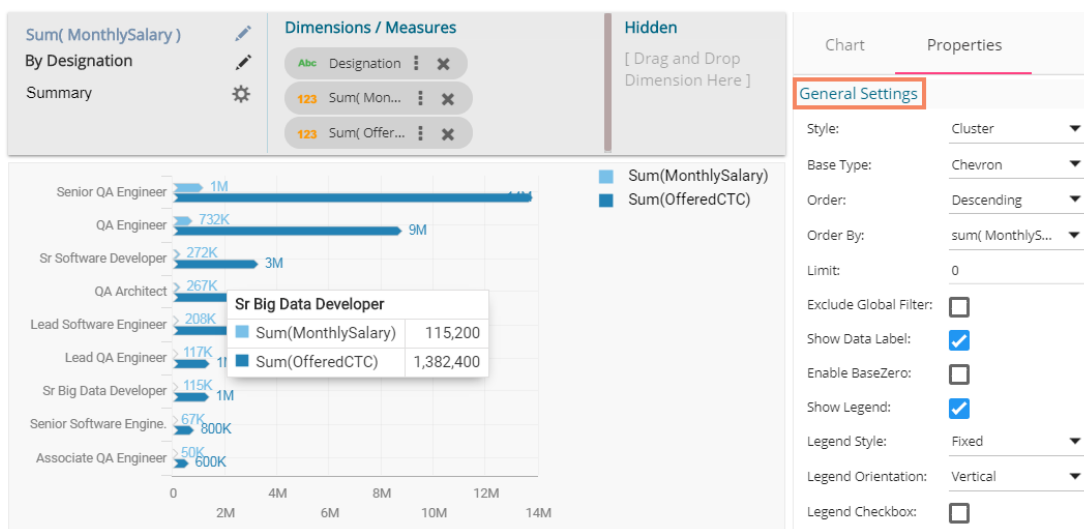 Sum( MonthlySalary )
By Designation
Summary
Dimensions / Measures
Abc Designation
123 Sum( Mon...
123 Sum( Offer...
Hidden
[ Drag and Drop
Dimension Here ]
Senior QA Engineer
1M
QA Engineer
732K
9M
Sr Software Developer
272K
3M
QA Architect
267K
Lead Software Engineer
208K
Lead QA Engineer
117K
Sr Big Data Developer
115K
1M
Senior Software Engine.
67K
800K
Associate QA Engineer
50K
600K
0 4M 8M 12M
2M 6M 10M 14M
Sr Big Data Developer
Sum(MonthlySalary) 115,200
Sum(OfferedCTC) 1,382,400
Sum(MonthlySalary)
Sum(OfferedCTC)
Chart Properties
General Settings
Style: Cluster
Base Type: Chevron
Order: Descending
Order By: sum( MonthlyS...
Limit: 0
Exclude Global Filter:
Show Data Label:
Enable BaseZero:
Show Legend:
Legend Style: Fixed
Legend Orientation: Vertical
Legend Checkbox: